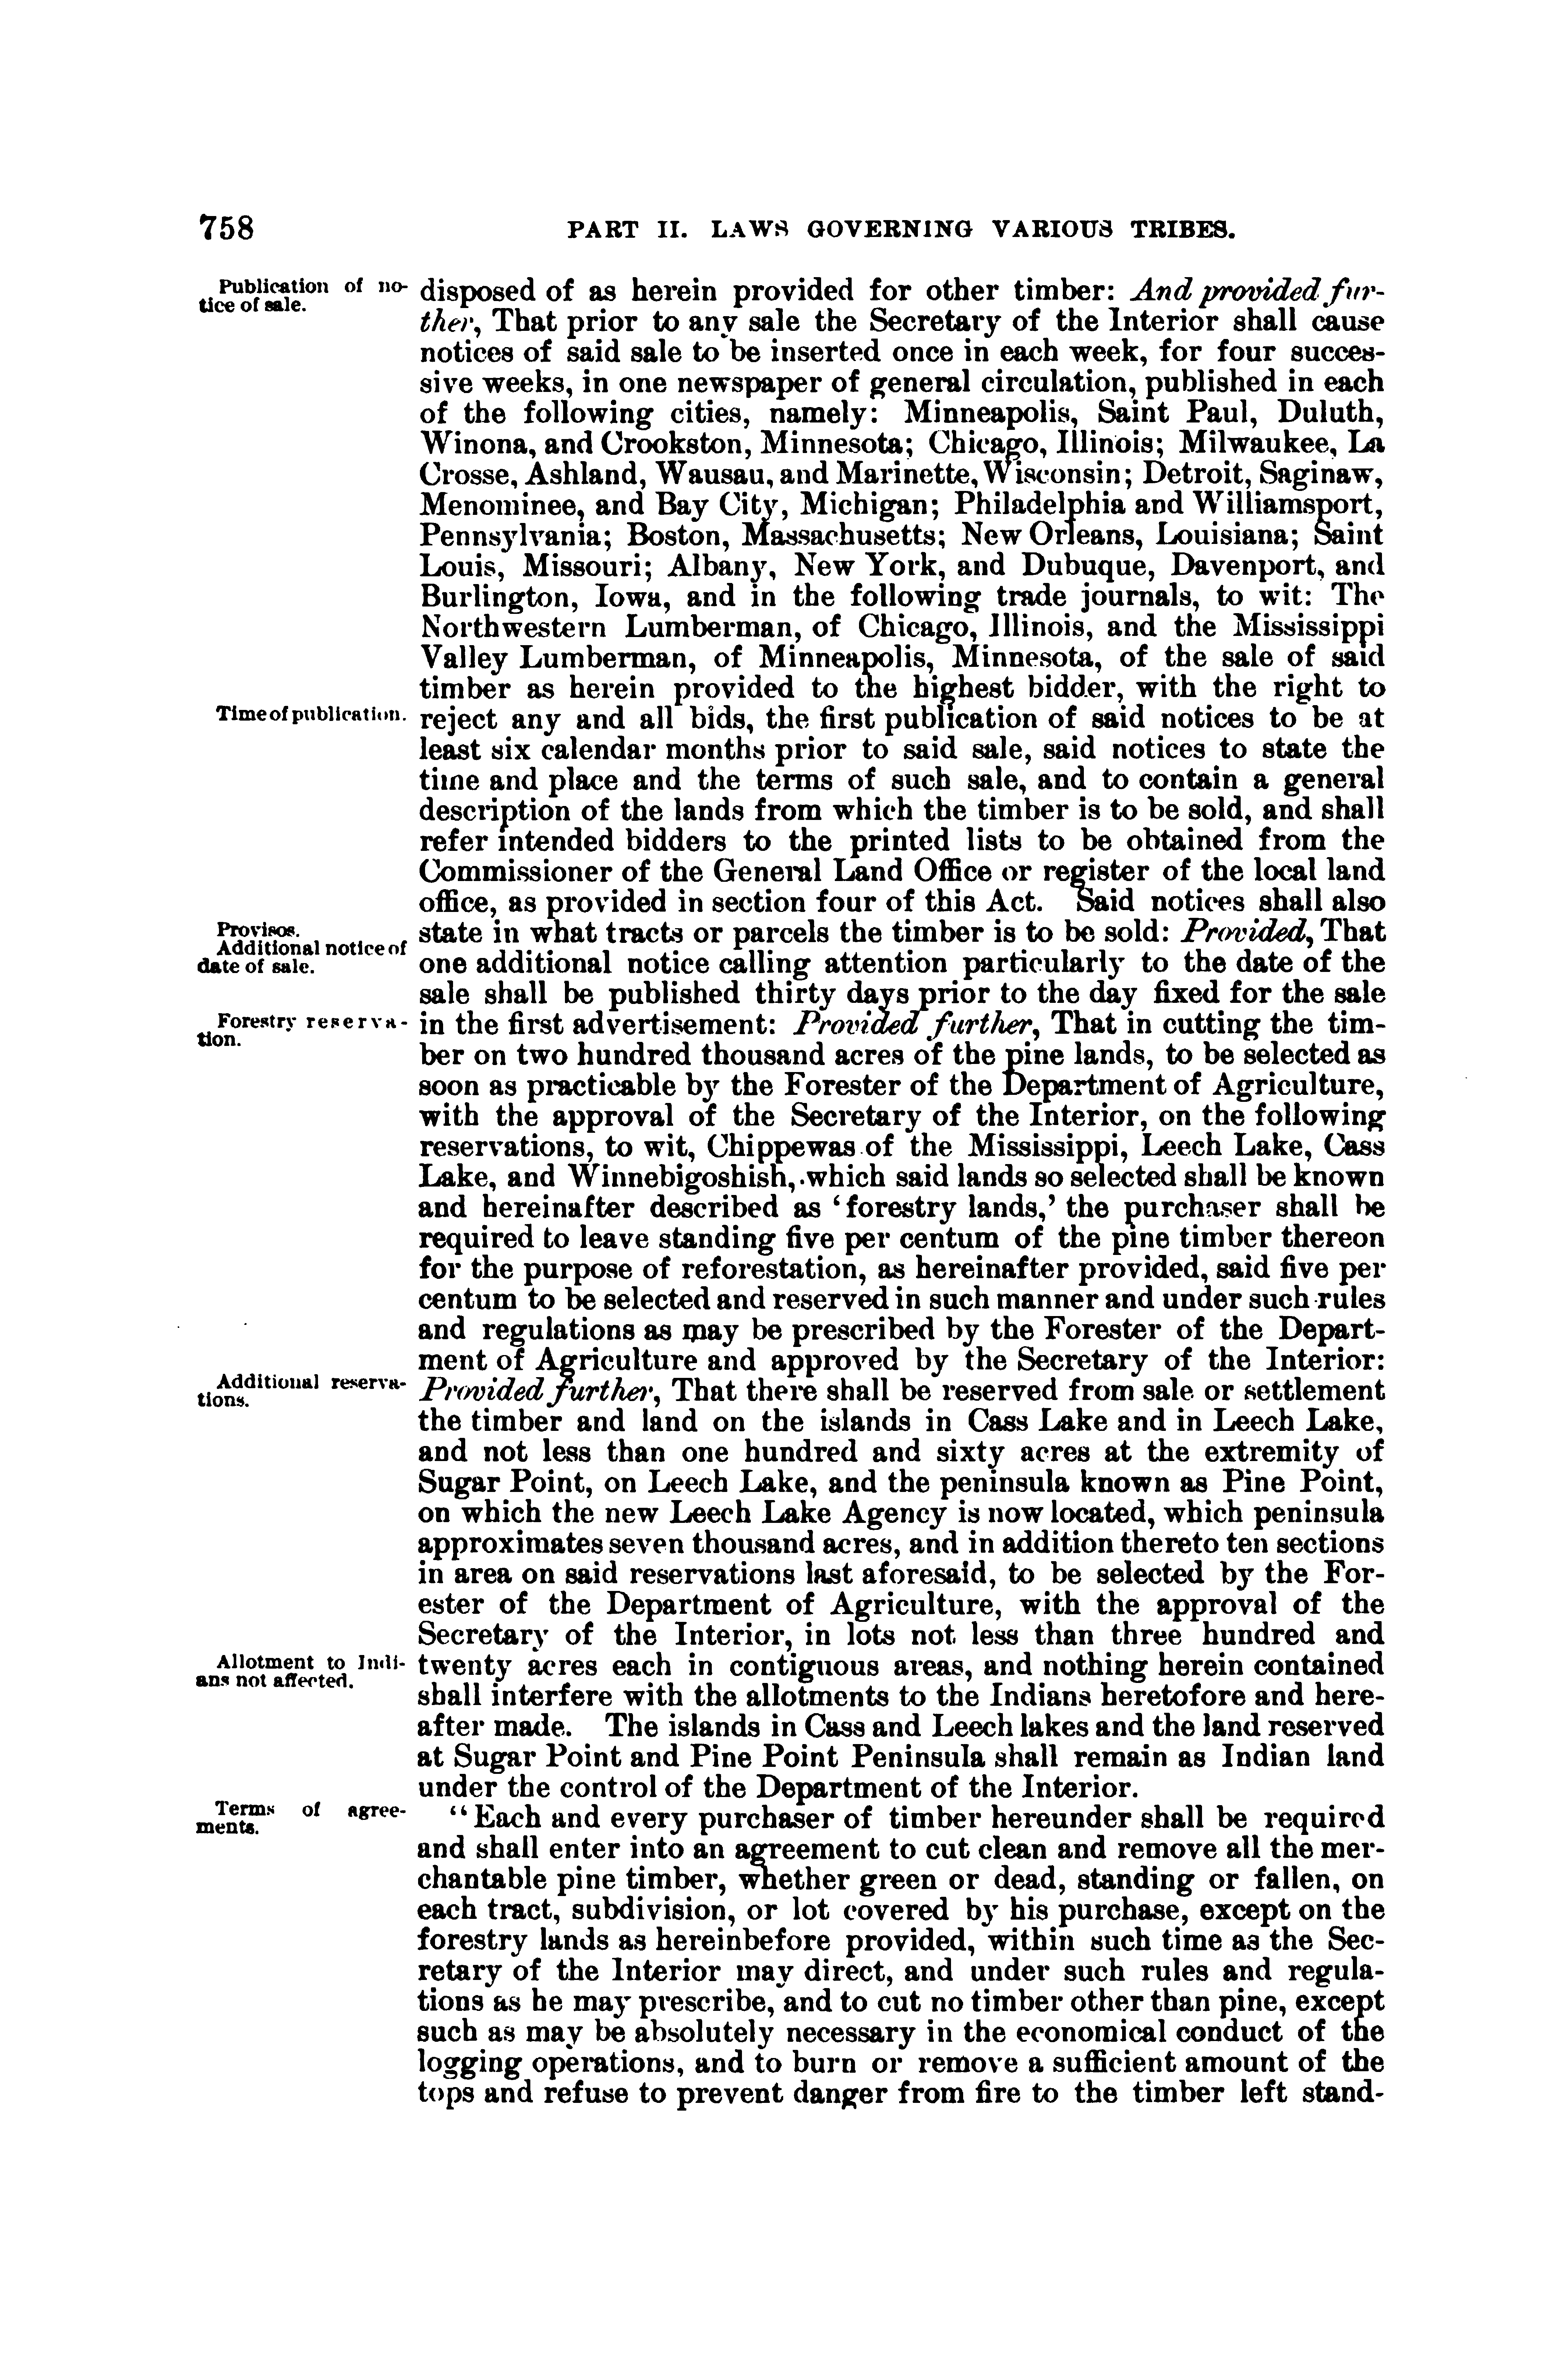 758
PART II. LAWS GOVERNING VARIOUS TRIBES.
Publication of no-
tice of sale.
disposed of as herein provided for other timber: And provided fur-
ther, That prior to any sale the Secretary of the Interior shall cause
notices of said sale to be inserted once in each week, for four succes-
sive weeks, in one newspaper of general circulation, published in each
of the following cities, namely: Minneapolis, Saint Paul, Duluth,
Winona, and Crookston, Minnesota; Chicago, Illinois; Milwaukee, La
Crosse, Ashland, Wausau, and Marinette, Wisconsin; Detroit, Saginaw,
Menominee, and Bay City, Michigan; Philadelphia and Williamsport,
Pennsylvania; Boston, Massachusetts; New Orleans, Louisiana; Saint
Louis, Missouri; Albany, New York, and Dubuque, Davenport, and
Burlington, Iowa, and in the following trade journals, to wit: The
Northwestern Lumberman, of Chicago, Illinois, and the Mississippi
Valley Lumberman, of Minneapolis, Minnesota, of the sale of said
timber as herein provided to the highest bidder, with the right to
Time of publication.
reject any and all bids, the first publication of said notices to be at
least six calendar months prior to said sale, said notices to state the
time and place and the terms of such sale, and to contain a general
description of the lands from which the timber is to be sold, and shall
refer intended bidders to the printed lists to be obtained from the
Commissioner of the General Land Office or register of the local land
office, as provided in section four of this Act. Said notices shall also
Provisos.
Additional notice of
date of sale.
state in what tracts or parcels the timber is to be sold: Provided, That
one additional notice calling attention particularly to the date of the
sale shall be published thirty days prior to the day fixed for the sale
Forestry reserva-
tion.
in the first advertisement: Provided further, That in cutting the tim-
ber on two hundred thousand acres of the pine lands, to be selected as
soon as practicable by the Forester of the Department of Agriculture,
with the approval of the Secretary of the Interior, on the following
reservations, to wit, Chippewas of the Mississippi, Leech Lake, Cass
Lake, and Winnebigoshish, which said lands so selected shall be known
and hereinafter described as ‘forestry lands,’ the purchaser shall be
required to leave standing five per centum of the pine timber thereon
for the purpose of reforestation, as hereinafter provided, said five per
centum to be selected and reserved in such manner and under such rules
and regulations as may be prescribed by the Forester of the Depart-
ment of Agriculture and approved by the Secretary of the Interior:
Additional reserva-
tions.
Provided further, That there shall be reserved from sale or settlement
the timber and land on the islands in Cass Lake and in Leech Lake,
and not less than one hundred and sixty acres at the extremity of
Sugar Point, on Leech Lake, and the peninsula known as Pine Point,
on which the new Leech Lake Agency is now located, which peninsula
approximates seven thousand acres, and in addition thereto ten sections
in area on said reservations last aforesaid, to be selected by the For-
ester of the Department of Agriculture, with the approval of the
Secretary of the Interior, in lots not less than three hundred and
Allotment to Indi-
ans not affected.
twenty acres each in contiguous areas, and nothing herein contained
shall interfere with the allotments to the Indians heretofore and here-
after made. The islands in Cass and Leech lakes and the land reserved
at Sugar Point and Pine Point Peninsula shall remain as Indian land
under the control of the Department of the Interior.
Terms of agree-
ments.
“Each and every purchaser of timber hereunder shall be required
and shall enter into an agreement to cut clean and remove all the mer-
chantable pine timber, whether green or dead, standing or fallen, on
each tract, subdivision, or lot covered by his purchase, except on the
forestry lands as hereinbefore provided, within such time as the Sec-
retary of the Interior may direct, and under such rules and regula-
tions as he may prescribe, and to cut no timber other than pine, except
such as may be absolutely necessary in the economical conduct of the
logging operations, and to burn or remove a sufficient amount of the
tops and refuse to prevent danger from fire to the timber left stand-